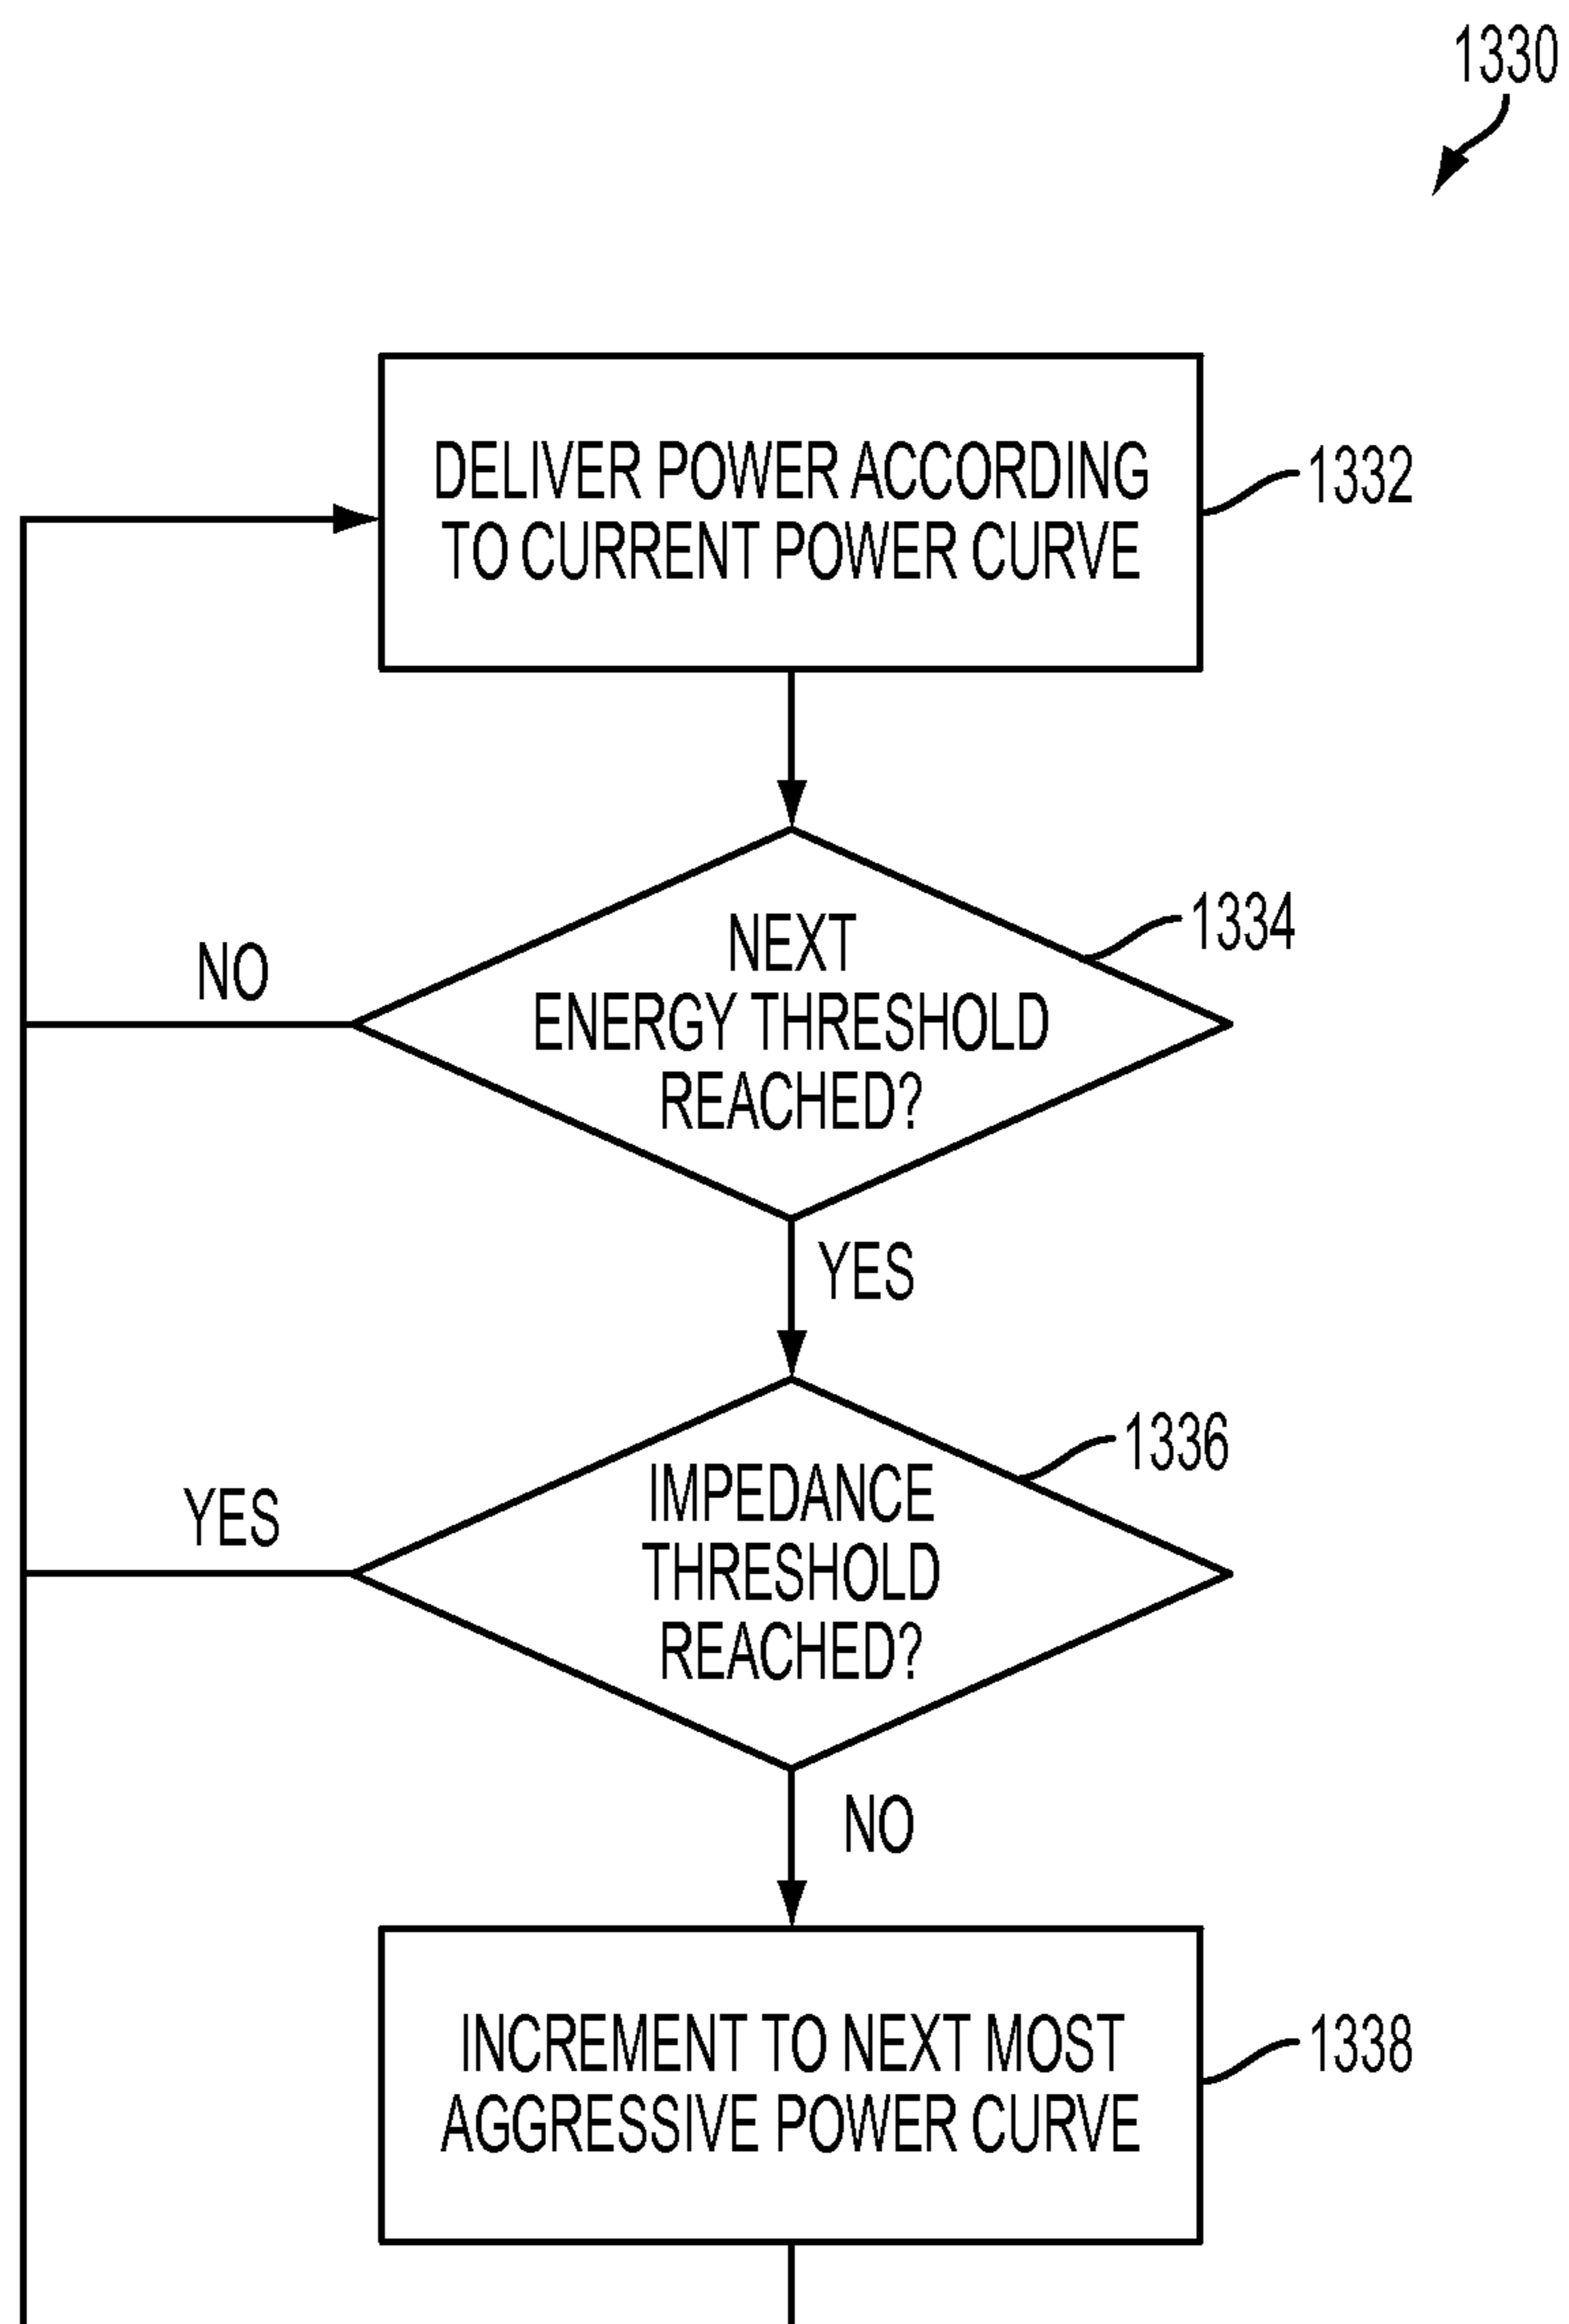 1330
DELIVER POWER ACCORDING
TO CURRENT POWER CURVE
1332
NEXT
ENERGY THRESHOLD
REACHED?
1334
NO
YES
IMPEDANCE
THRESHOLD
REACHED?
1336
YES
NO
INCREMENT TO NEXT MOST
AGGRESSIVE POWER CURVE
1338